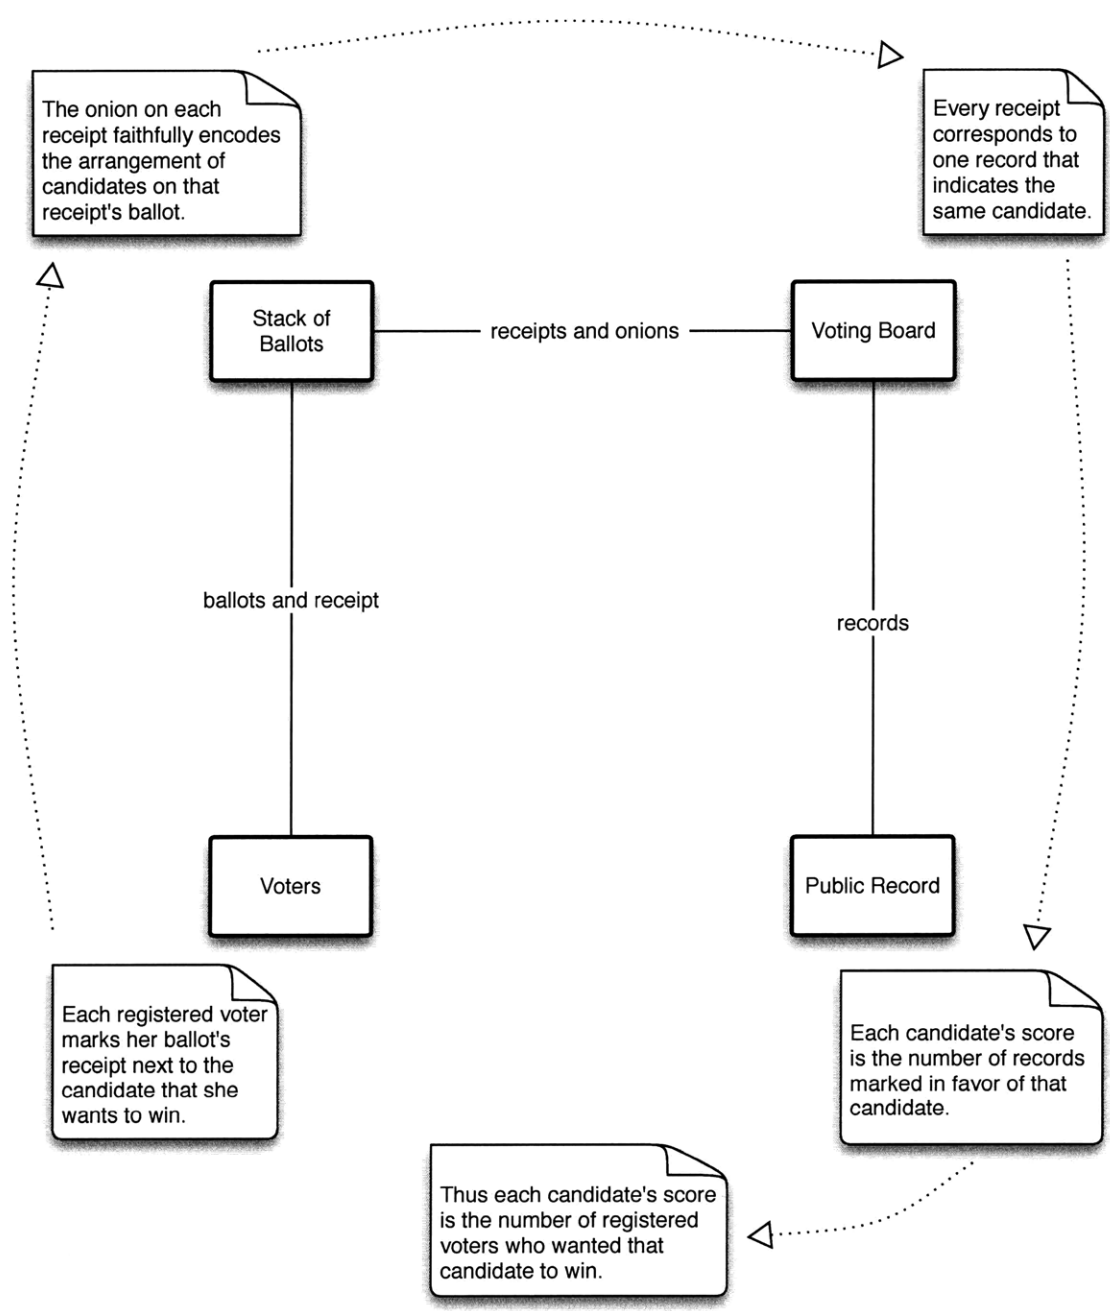 The onion on each
receipt faithfully encodes
the arrangement of
candidates on that
receipt's ballot.
Every receipt
corresponds to
one record that
indicates the
same candidate.
Stack of
Ballots
receipts and onions
Voting Board
ballots and receipt
records
Voters
Public Record
Each registered voter
marks her ballot's
receipt next to the
candidate that she
wants to win.
Each candidate's score
is the number of records
marked in favor of that
candidate.
Thus each candidate's score
is the number of registered
voters who wanted that
candidate to win.